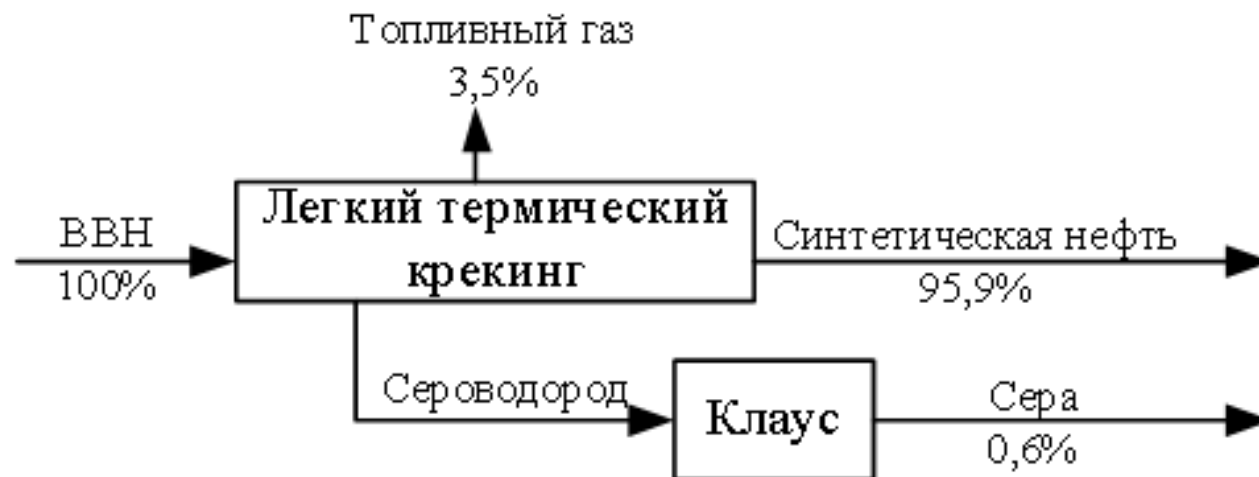 Топливный газ
3,5%
ВВН
100%
Легкий термический
крекинг
Синтетическая нефть
95,9%
Сероводород
Клаус
Сера
0,6%